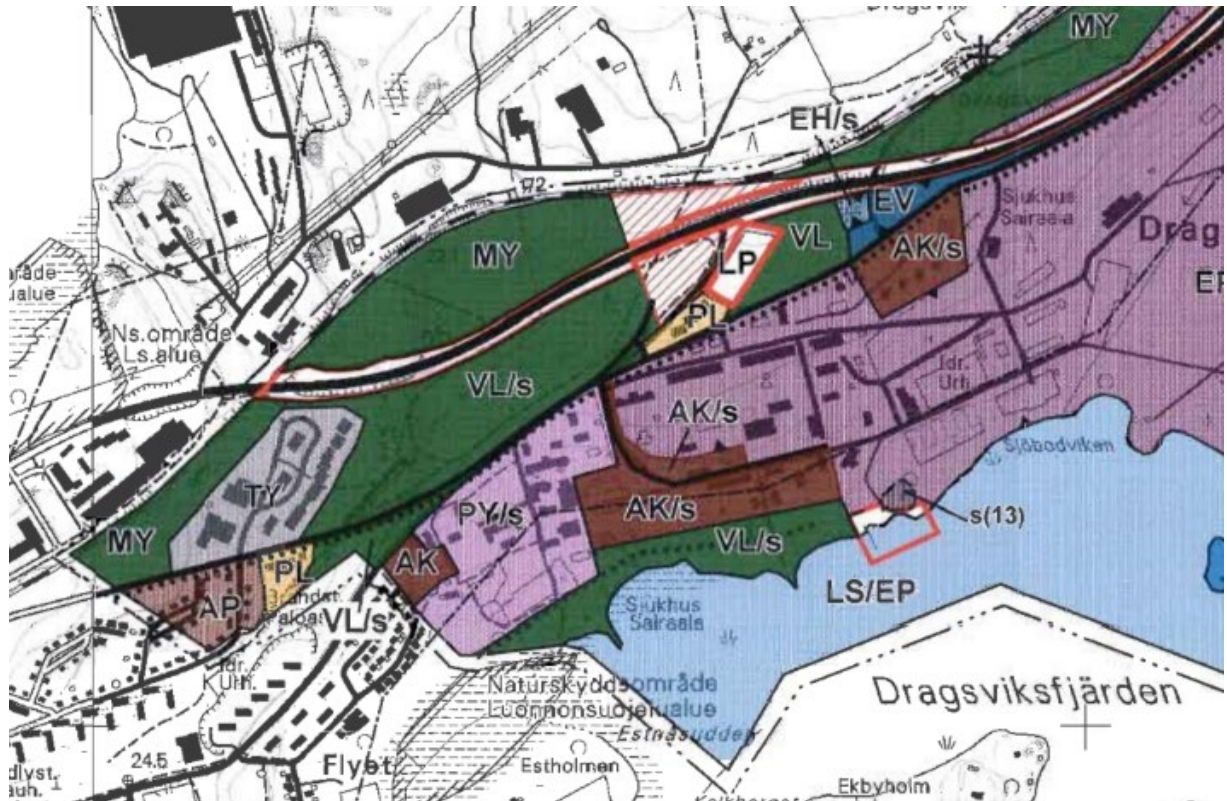 MY
EH/s
172
EV
Sjukhus
Sairaala
VL
AK/s
Drag
MY
LP
PL
Ns.område
Ls.alue
VL/s
Idr.
Urh.
AK/s
Sjöbodviken
TY
PY/s
AK/s
s(13)
MY
VL/s
AK
PL
AP
LS/EP
VL/s
Sjukhus
Sairaala
Idr.
Urh.
Naturskyddsområde
Luonnonsuojelualue
Dragsviksfjärden
24.5
Flyet
Estholmen
Ekbyholm